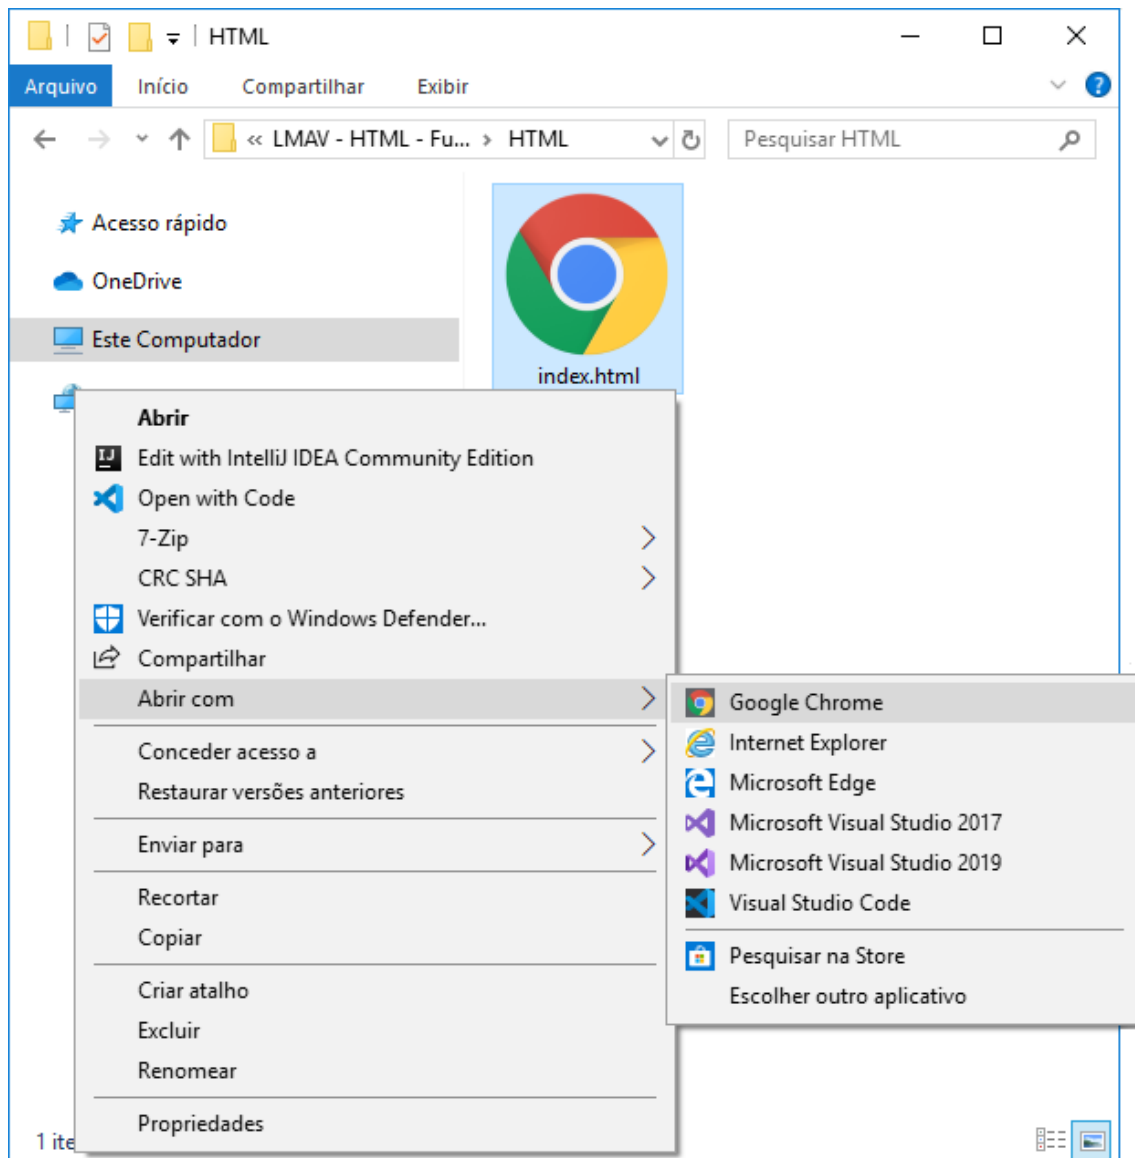 HTML
Arquivo Início Compartilhar Exibir ?
« LMAV - HTML - Fu... > HTML Pesquisar HTML
Acesso rápido
OneDrive
Este Computador
index.html
Abrir
IJ Edit with IntelliJ IDEA Community Edition
Open with Code
7-Zip
CRC SHA
Verificar com o Windows Defender...
Compartilhar
Abrir com
Conceder acesso a
Restaurar versões anteriores
Enviar para
Recortar
Copiar
Criar atalho
Excluir
Renomear
Propriedades
Google Chrome
Internet Explorer
Microsoft Edge
Microsoft Visual Studio 2017
Microsoft Visual Studio 2019
Visual Studio Code
Pesquisar na Store
Escolher outro aplicativo
1 ite